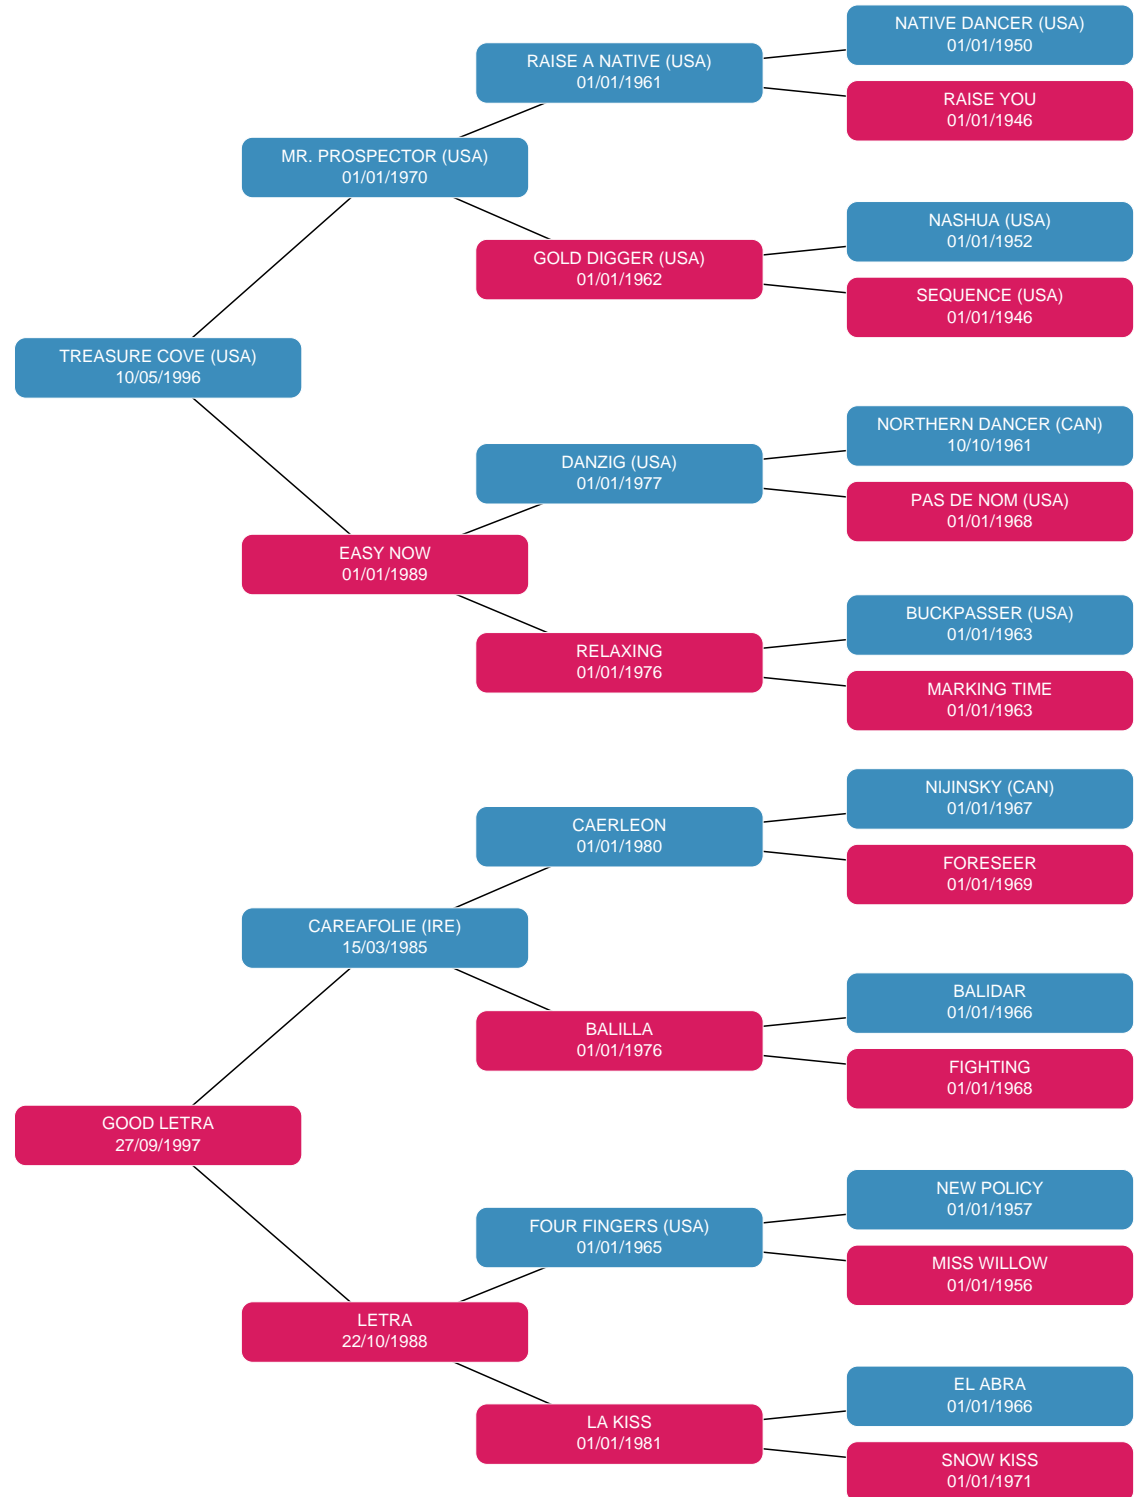 NATIVE DANCER (USA)
01/01/1950
RAISE A NATIVE (USA)
01/01/1961
RAISE YOU
01/01/1946
MR. PROSPECTOR (USA)
01/01/1970
NASHUA (USA)
01/01/1952
GOLD DIGGER (USA)
01/01/1962
SEQUENCE (USA)
01/01/1946
TREASURE COVE (USA)
10/05/1996
NORTHERN DANCER (CAN)
10/10/1961
DANZIG (USA)
01/01/1977
PAS DE NOM (USA)
01/01/1968
EASY NOW
01/01/1989
BUCKPASSER (USA)
01/01/1963
RELAXING
01/01/1976
MARKING TIME
01/01/1963
NIJINSKY (CAN)
01/01/1967
CAERLEON
01/01/1980
FORESEER
01/01/1969
CAREAFOLIE (IRE)
15/03/1985
BALIDAR
01/01/1966
BALILLA
01/01/1976
FIGHTING
01/01/1968
GOOD LETRA
27/09/1997
NEW POLICY
01/01/1957
FOUR FINGERS (USA)
01/01/1965
MISS WILLOW
01/01/1956
LETRA
22/10/1988
EL ABRA
01/01/1966
LA KISS
01/01/1981
SNOW KISS
01/01/1971